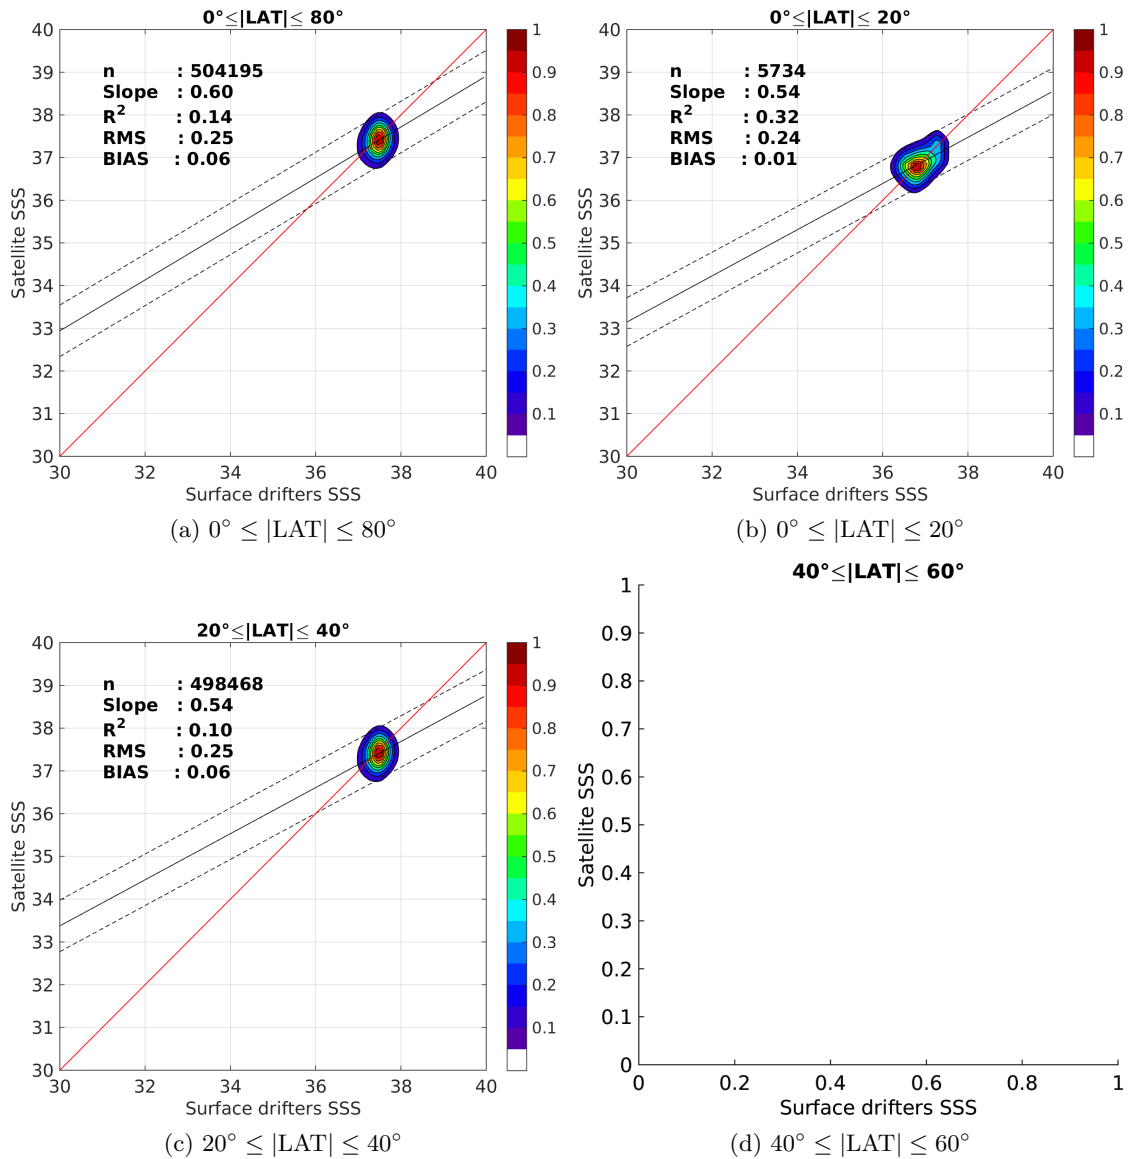 0°≤|LAT|≤ 80°
n : 504195
Slope : 0.60
R2 : 0.14
RMS : 0.25
BIAS : 0.06
40
39
38
37
36
35
34
33
32
31
30
30 32 34 36 38 40
Satellite SSS
Surface drifters SSS
1
0.9
0.8
0.7
0.6
0.5
0.4
0.3
0.2
0.1
(a) 0° ≤ |LAT| ≤ 80°
0°≤|LAT|≤ 20°
n : 5734
Slope : 0.54
R2 : 0.32
RMS : 0.24
BIAS : 0.01
40
39
38
37
36
35
34
33
32
31
30
30 32 34 36 38 40
Satellite SSS
Surface drifters SSS
1
0.9
0.8
0.7
0.6
0.5
0.4
0.3
0.2
0.1
(b) 0° ≤ |LAT| ≤ 20°
20°≤|LAT|≤ 40°
n : 498468
Slope : 0.54
R2 : 0.10
RMS : 0.25
BIAS : 0.06
40
39
38
37
36
35
34
33
32
31
30
30 32 34 36 38 40
Satellite SSS
Surface drifters SSS
1
0.9
0.8
0.7
0.6
0.5
0.4
0.3
0.2
0.1
(c) 20° ≤ |LAT| ≤ 40°
40°≤|LAT|≤ 60°
1
0.9
0.8
0.7
0.6
0.5
0.4
0.3
0.2
0.1
0
0 0.2 0.4 0.6 0.8 1
Satellite SSS
Surface drifters SSS
(d) 40° ≤ |LAT| ≤ 60°